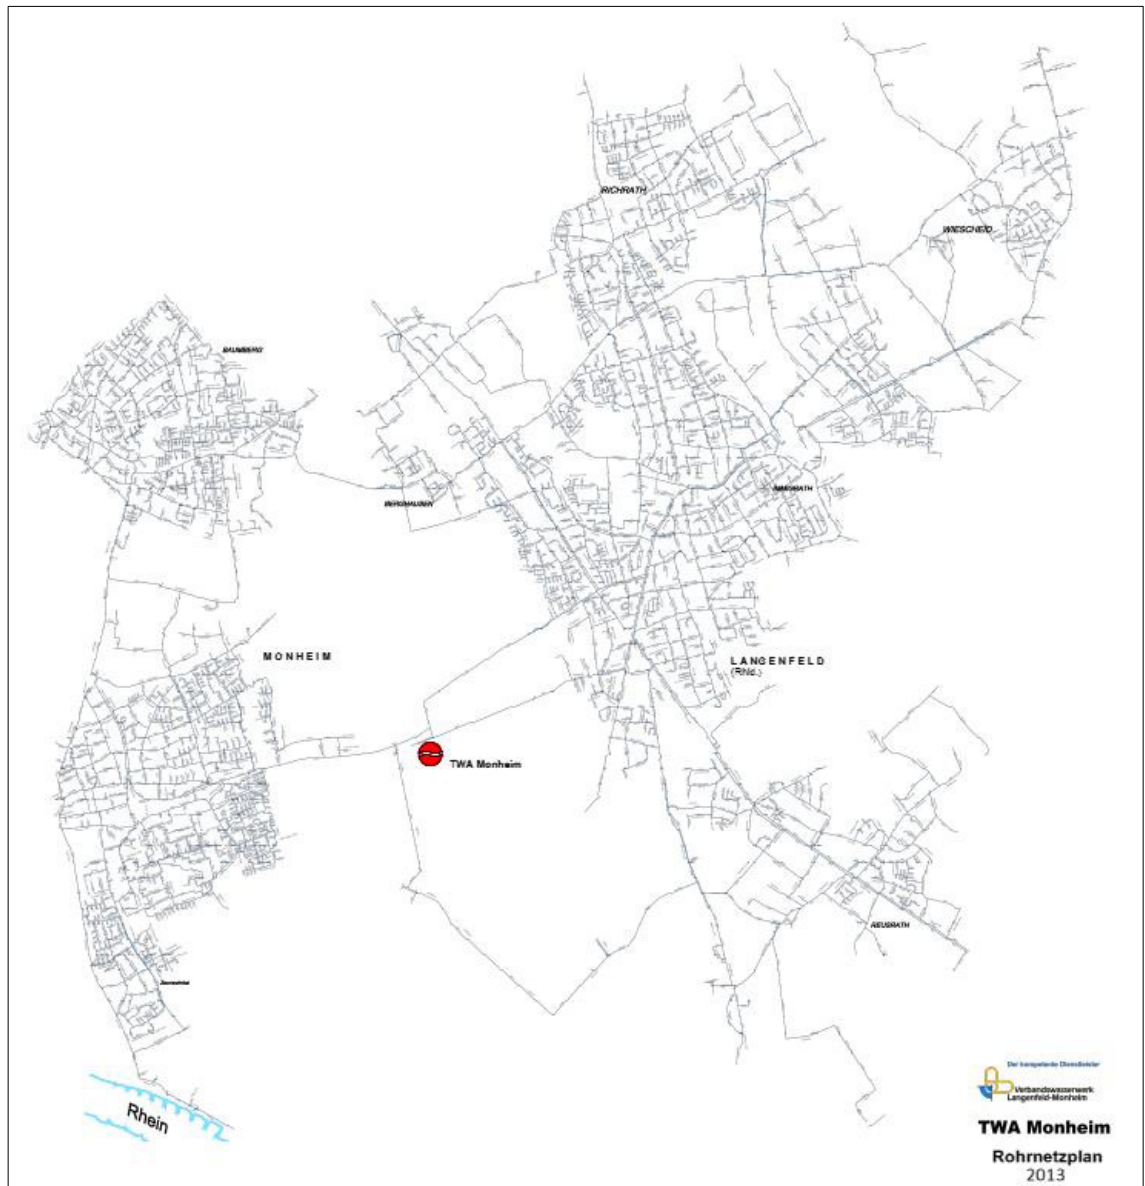 RICHRATH
WIESCHEID
BAUMBERG
BERGHAUSEN
IMMIGRATH
MONHEIM
LANGENFELD
(Rhld.)
TWA Monheim
REUSRATH
Rhein
Der kompetente Dienstleister
Verbandswasserwerk
Langenfeld-Monheim
TWA Monheim
Rohrnetzplan
2013